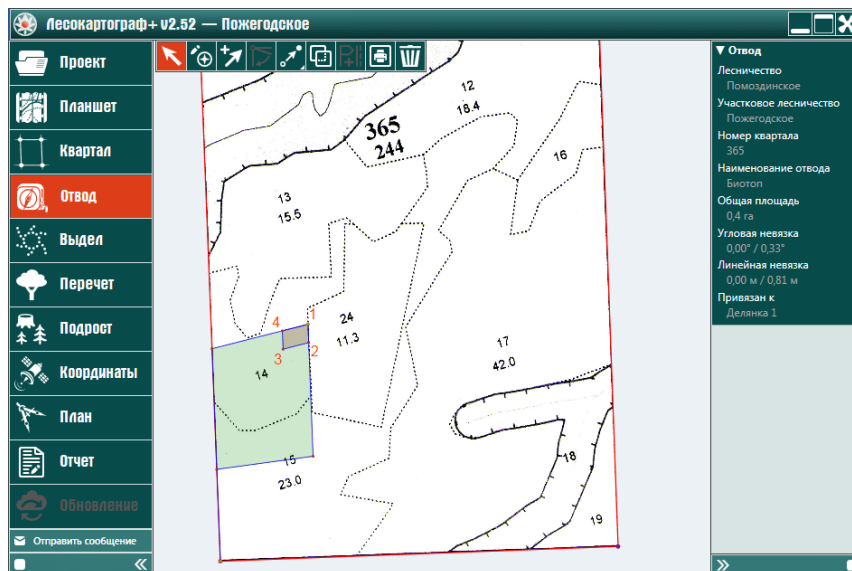 Лесокартограф+ v2.52 — Пожегодское
Проект
Планшет
Квартал
Отвод
Выдел
Перечет
Подрост
Координаты
План
Отчет
Обновление
Отправить сообщение
«
12
18.4
365
244
16
13
15.5
24
11.3
1
4
2
3
14
17
42.0
15
23.0
18
19
▼ Отвод
Лесничество
Помоздинское
Участковое лесничество
Пожегодское
Номер квартала
365
Наименование отвода
Биотоп
Общая площадь
0,4 га
Угловая невязка
0,00° / 0,33°
Линейная невязка
0,00 м / 0,81 м
Привязан к
Делянка 1
»